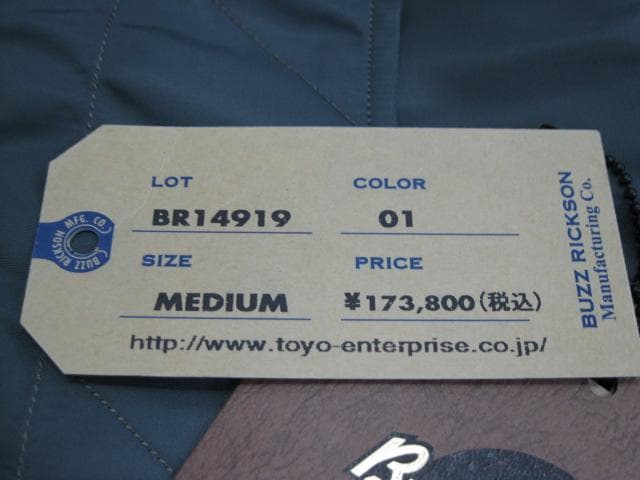 LOT
COLOR
BR14919
01
SIZE
PRICE
MEDIUM
¥173,800(税込)
http://www.toyo-enterprise.co.jp/
BUZZ RICKSON
Manufacturing Co.
BUZZ RICKSON MFG. CO.